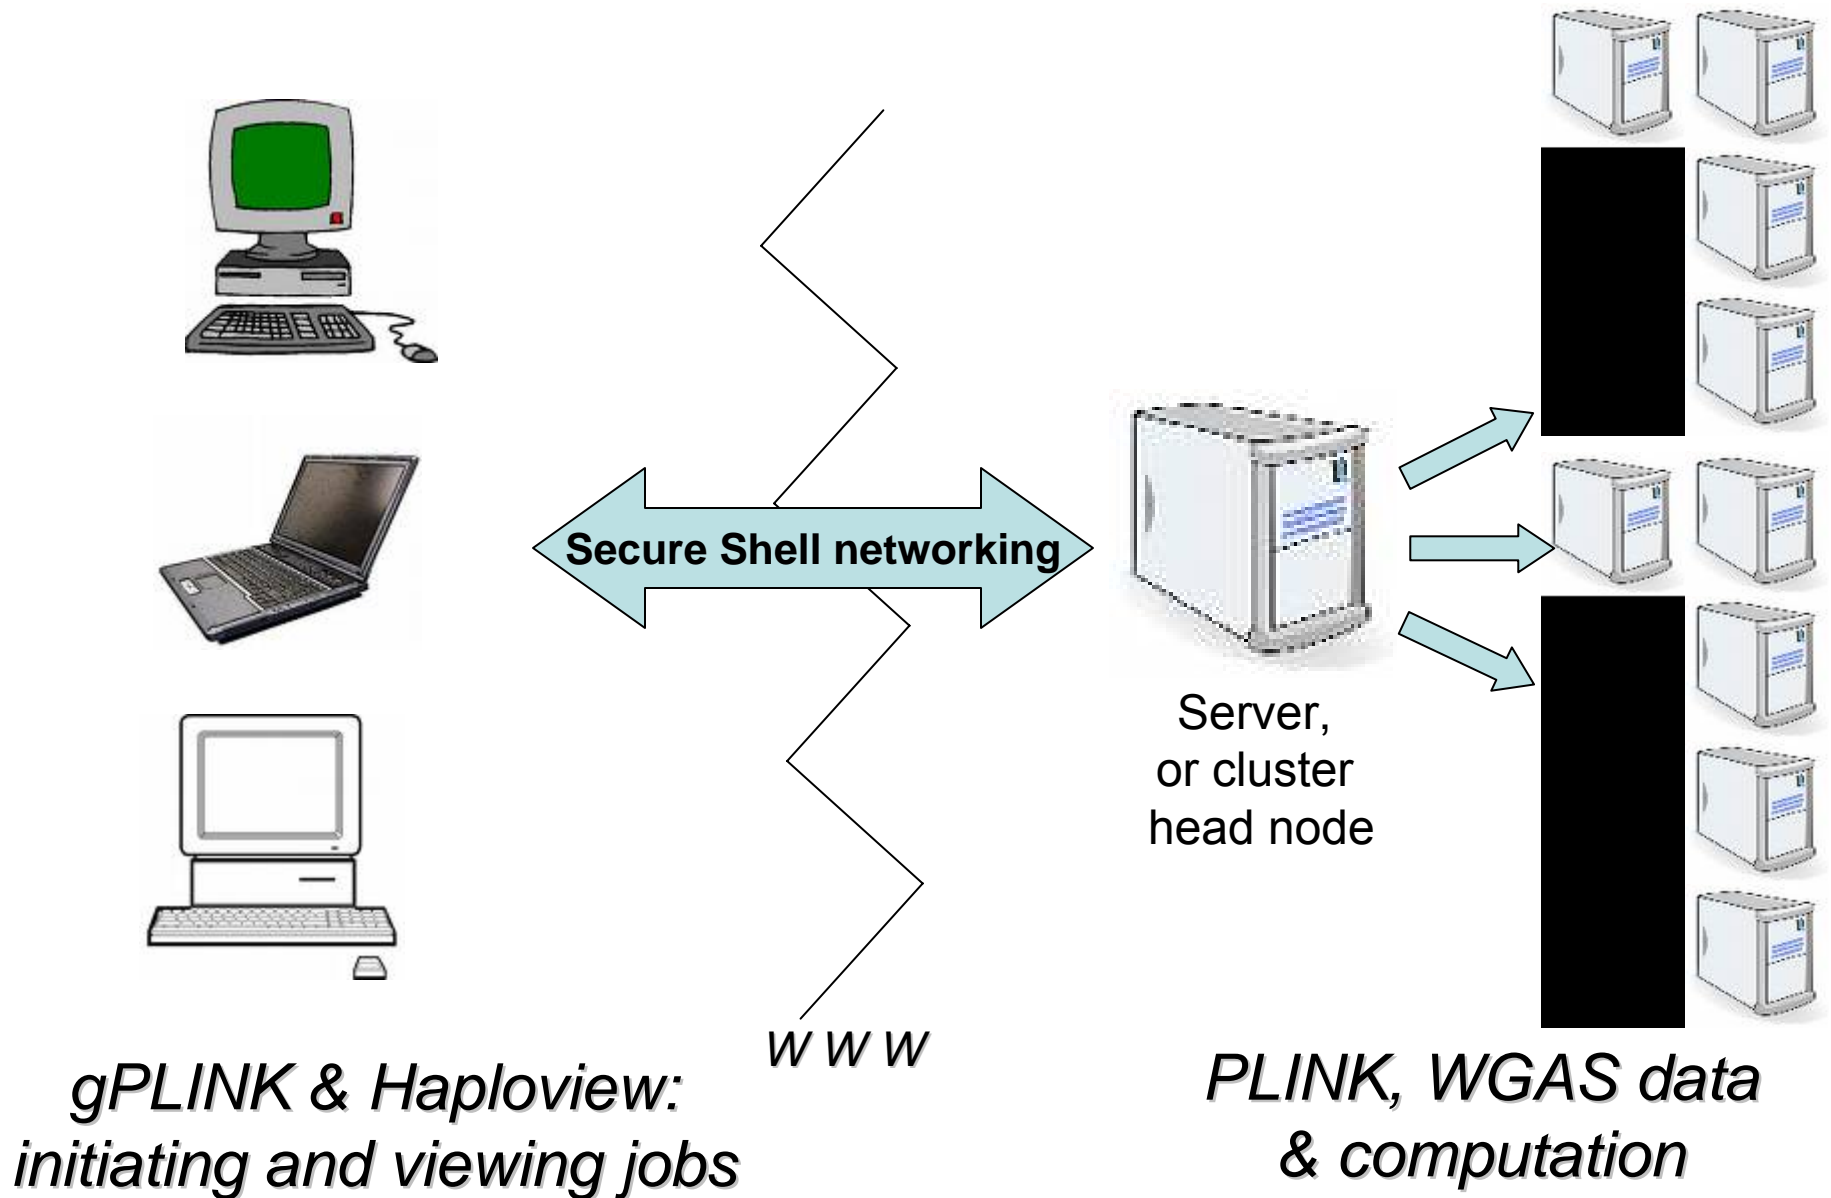 Secure Shell networking
Server,
or cluster
head node
W W W
gPLINK & Haploview:
initiating and viewing jobs
PLINK, WGAS data
& computation